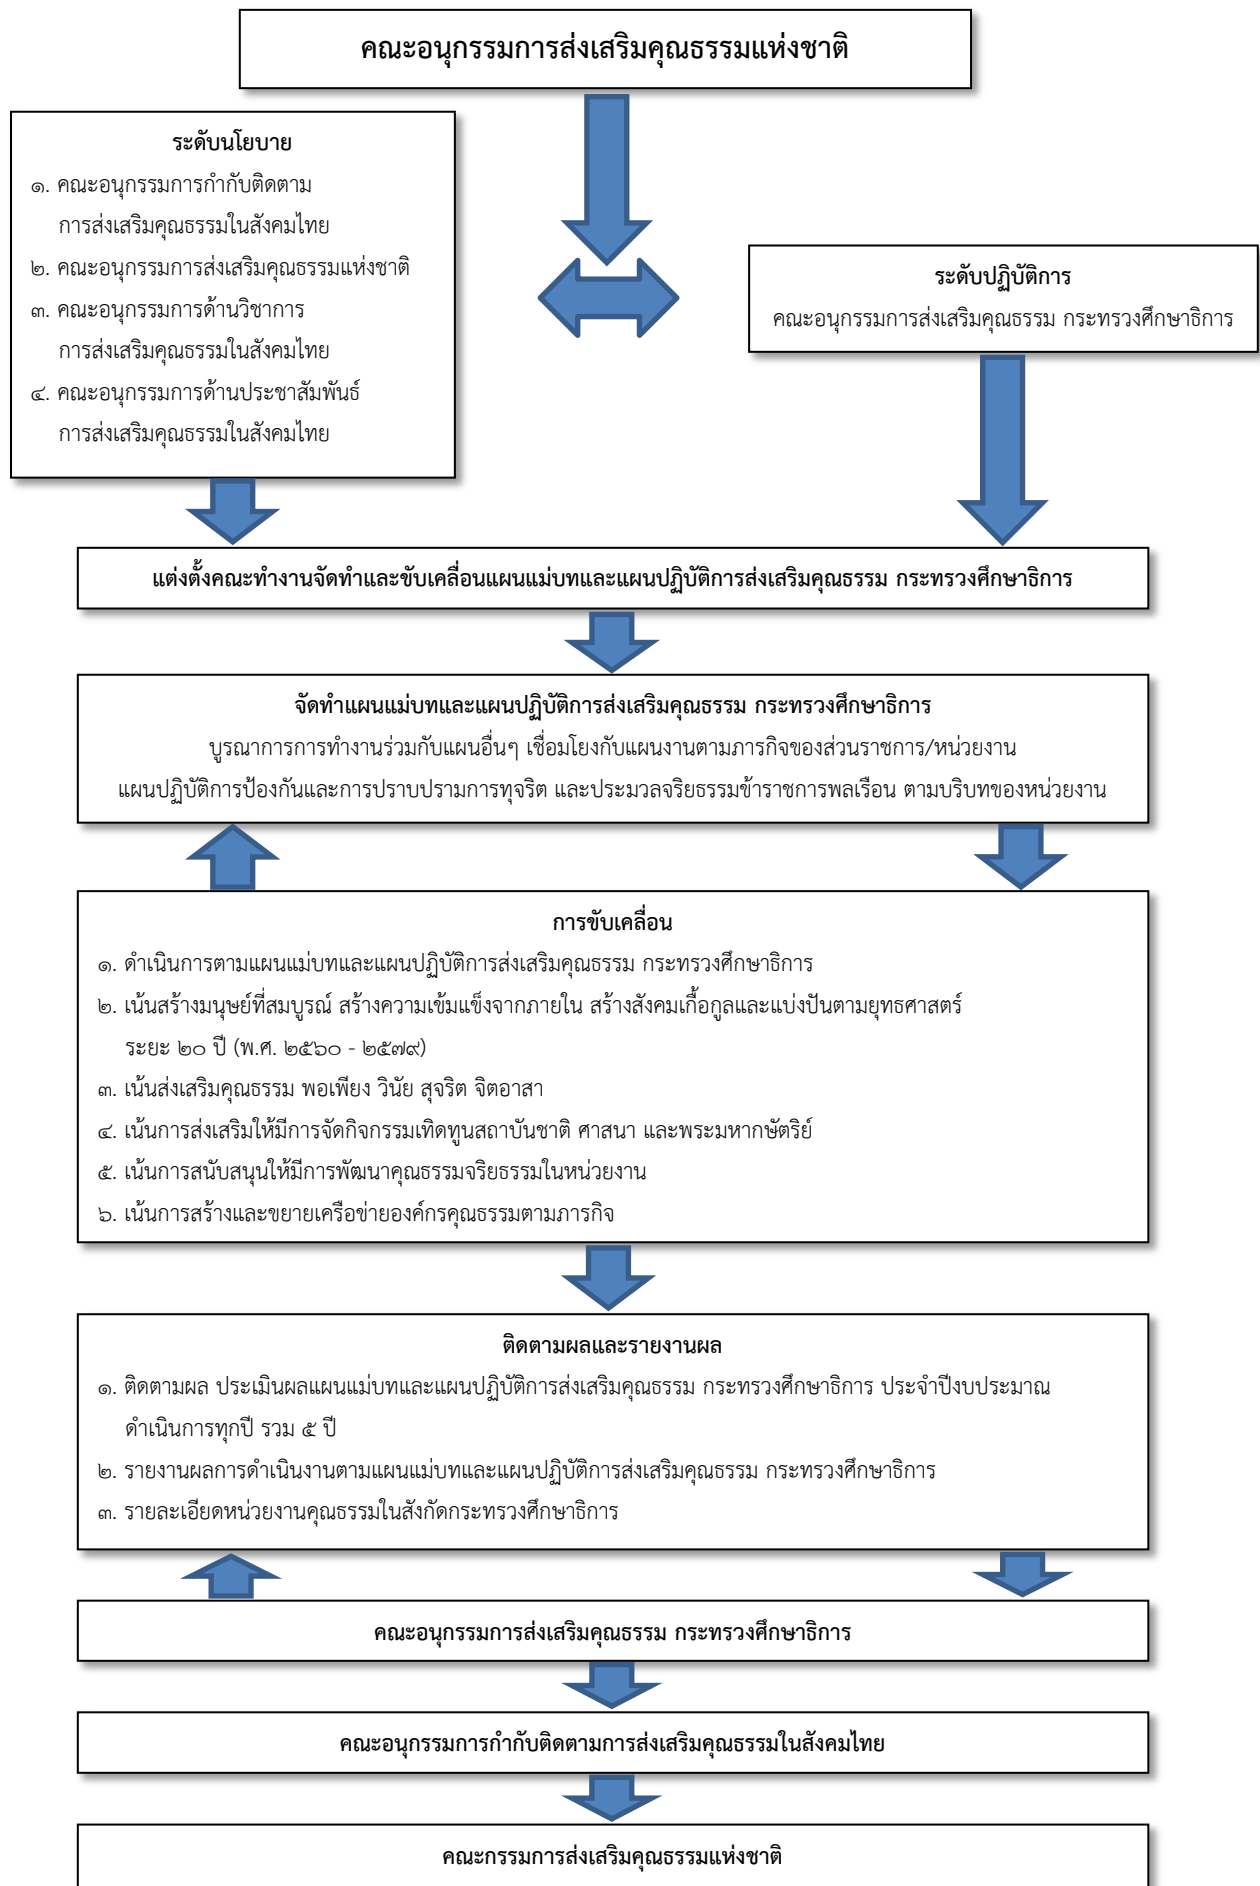 คณะอนุกรรมการส่งเสริมคุณธรรมแห่งชาติ
ระดับนโยบาย
๑. คณะอนุกรรมการกำกับติดตาม
การส่งเสริมคุณธรรมในสังคมไทย
๒. คณะอนุกรรมการส่งเสริมคุณธรรมแห่งชาติ
๓. คณะอนุกรรมการด้านวิชาการ
การส่งเสริมคุณธรรมในสังคมไทย
๔. คณะอนุกรรมการด้านประชาสัมพันธ์
การส่งเสริมคุณธรรมในสังคมไทย
ระดับปฏิบัติการ
คณะอนุกรรมการส่งเสริมคุณธรรม กระทรวงศึกษาธิการ
แต่งตั้งคณะทำงานจัดทำและขับเคลื่อนแผนแม่บทและแผนปฏิบัติการส่งเสริมคุณธรรม กระทรวงศึกษาธิการ
จัดทำแผนแม่บทและแผนปฏิบัติการส่งเสริมคุณธรรม กระทรวงศึกษาธิการ
บูรณาการการทำงานร่วมกับแผนอื่นๆ เชื่อมโยงกับแผนงานตามภารกิจของส่วนราชการ/หน่วยงาน
แผนปฏิบัติการป้องกันและการปราบปรามการทุจริต และประมวลจริยธรรมข้าราชการพลเรือน ตามบริบทของหน่วยงาน
การขับเคลื่อน
๑. ดำเนินการตามแผนแม่บทและแผนปฏิบัติการส่งเสริมคุณธรรม กระทรวงศึกษาธิการ
๒. เน้นสร้างมนุษย์ที่สมบูรณ์ สร้างความเข้มแข็งจากภายใน สร้างสังคมเกื้อกูลและแบ่งปันตามยุทธศาสตร์
ระยะ ๒๐ ปี (พ.ศ. ๒๕๖๐ - ๒๕๗๙)
๓. เน้นส่งเสริมคุณธรรม พอเพียง วินัย สุจริต จิตอาสา
๔. เน้นการส่งเสริมให้มีการจัดกิจกรรมเทิดทูนสถาบันชาติ ศาสนา และพระมหากษัตริย์
๕. เน้นการสนับสนุนให้มีการพัฒนาคุณธรรมจริยธรรมในหน่วยงาน
๖. เน้นการสร้างและขยายเครือข่ายองค์กรคุณธรรมตามภารกิจ
ติดตามผลและรายงานผล
๑. ติดตามผล ประเมินผลแผนแม่บทและแผนปฏิบัติการส่งเสริมคุณธรรม กระทรวงศึกษาธิการ ประจำปีงบประมาณ
ดำเนินการทุกปี รวม ๕ ปี
๒. รายงานผลการดำเนินงานตามแผนแม่บทและแผนปฏิบัติการส่งเสริมคุณธรรม กระทรวงศึกษาธิการ
๓. รายละเอียดหน่วยงานคุณธรรมในสังกัดกระทรวงศึกษาธิการ
คณะอนุกรรมการส่งเสริมคุณธรรม กระทรวงศึกษาธิการ
คณะอนุกรรมการกำกับติดตามการส่งเสริมคุณธรรมในสังคมไทย
คณะกรรมการส่งเสริมคุณธรรมแห่งชาติ